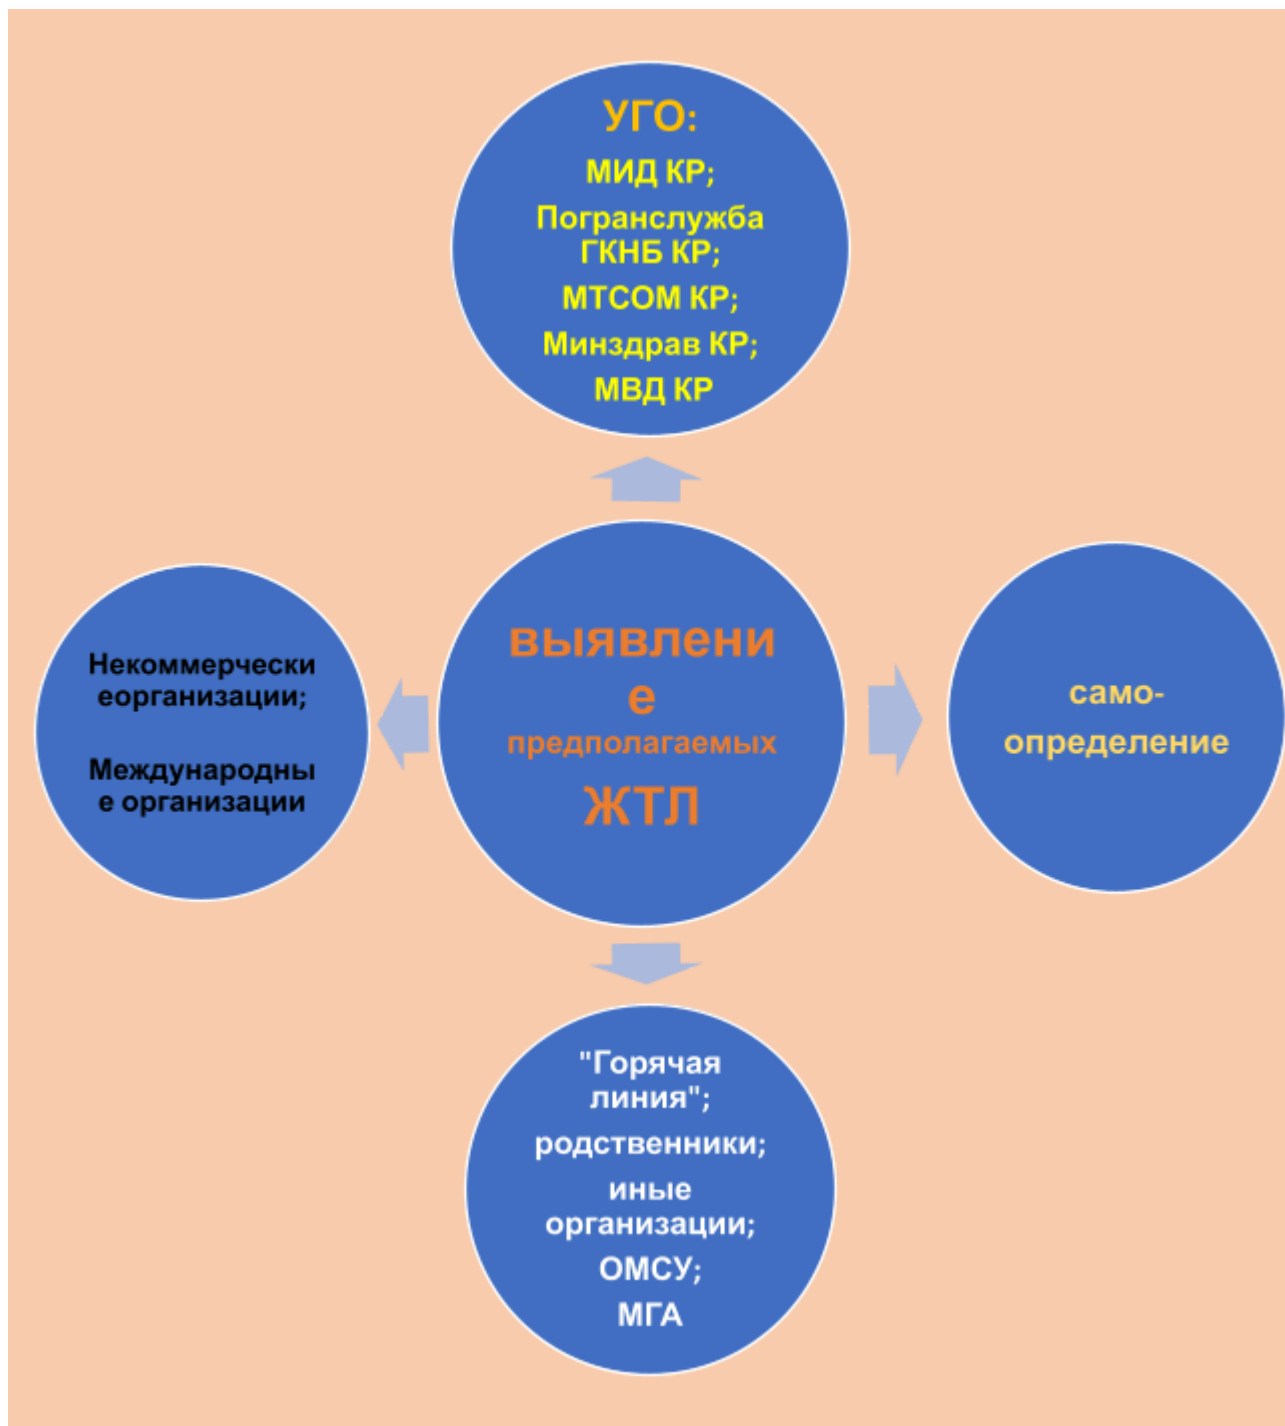 УГО:
МИД КР;
Погранслужба
ГКНБ КР;
МТСОМ КР;
Минздрав КР;
МВД КР
Некоммерчески
еорганизации;
Международны
е организации
выявлени
е
предполагаемых
ЖТЛ
само-
определение
"Горячая
линия";
родственники;
иные
организации;
ОМСУ;
МГА